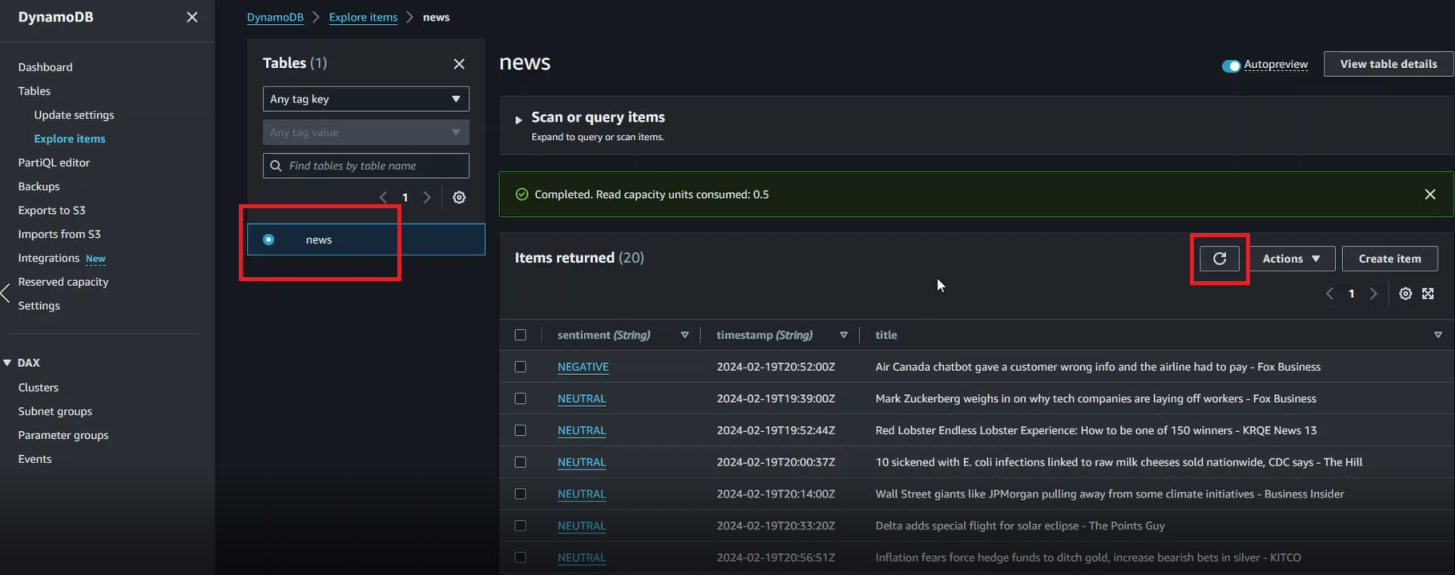 DynamoDB
Dashboard
Tables
Update settings
Explore items
PartiQL editor
Backups
Exports to S3
Imports from S3
Integrations New
Reserved capacity
Settings
DAX
Clusters
Subnet groups
Parameter groups
Events
DynamoDB > Explore items > news
Tables (1)
Any tag key
Any tag value
Find tables by table name
1
news
news
Autopreview
View table details
Scan or query items
Expand to query or scan items.
Completed. Read capacity units consumed: 0.5
Items returned (20)
Actions
Create item
1
sentiment (String) timestamp (String) title
NEGATIVE 2024-02-19T20:52:00Z Air Canada chatbot gave a customer wrong info and the airline had to pay - Fox Business
NEUTRAL 2024-02-19T19:39:00Z Mark Zuckerberg weighs in on why tech companies are laying off workers - Fox Business
NEUTRAL 2024-02-19T19:52:44Z Red Lobster Endless Lobster Experience: How to be one of 150 winners - KRQE News 13
NEUTRAL 2024-02-19T20:00:37Z 10 sickened with E. coli infections linked to raw milk cheeses sold nationwide, CDC says - The Hill
NEUTRAL 2024-02-19T20:14:00Z Wall Street giants like JPMorgan pulling away from some climate initiatives - Business Insider
NEUTRAL 2024-02-19T20:33:20Z Delta adds special flight for solar eclipse - The Points Guy
NEUTRAL 2024-02-19T20:56:51Z Inflation fears force hedge funds to ditch gold, increase bearish bets in silver - KITCO